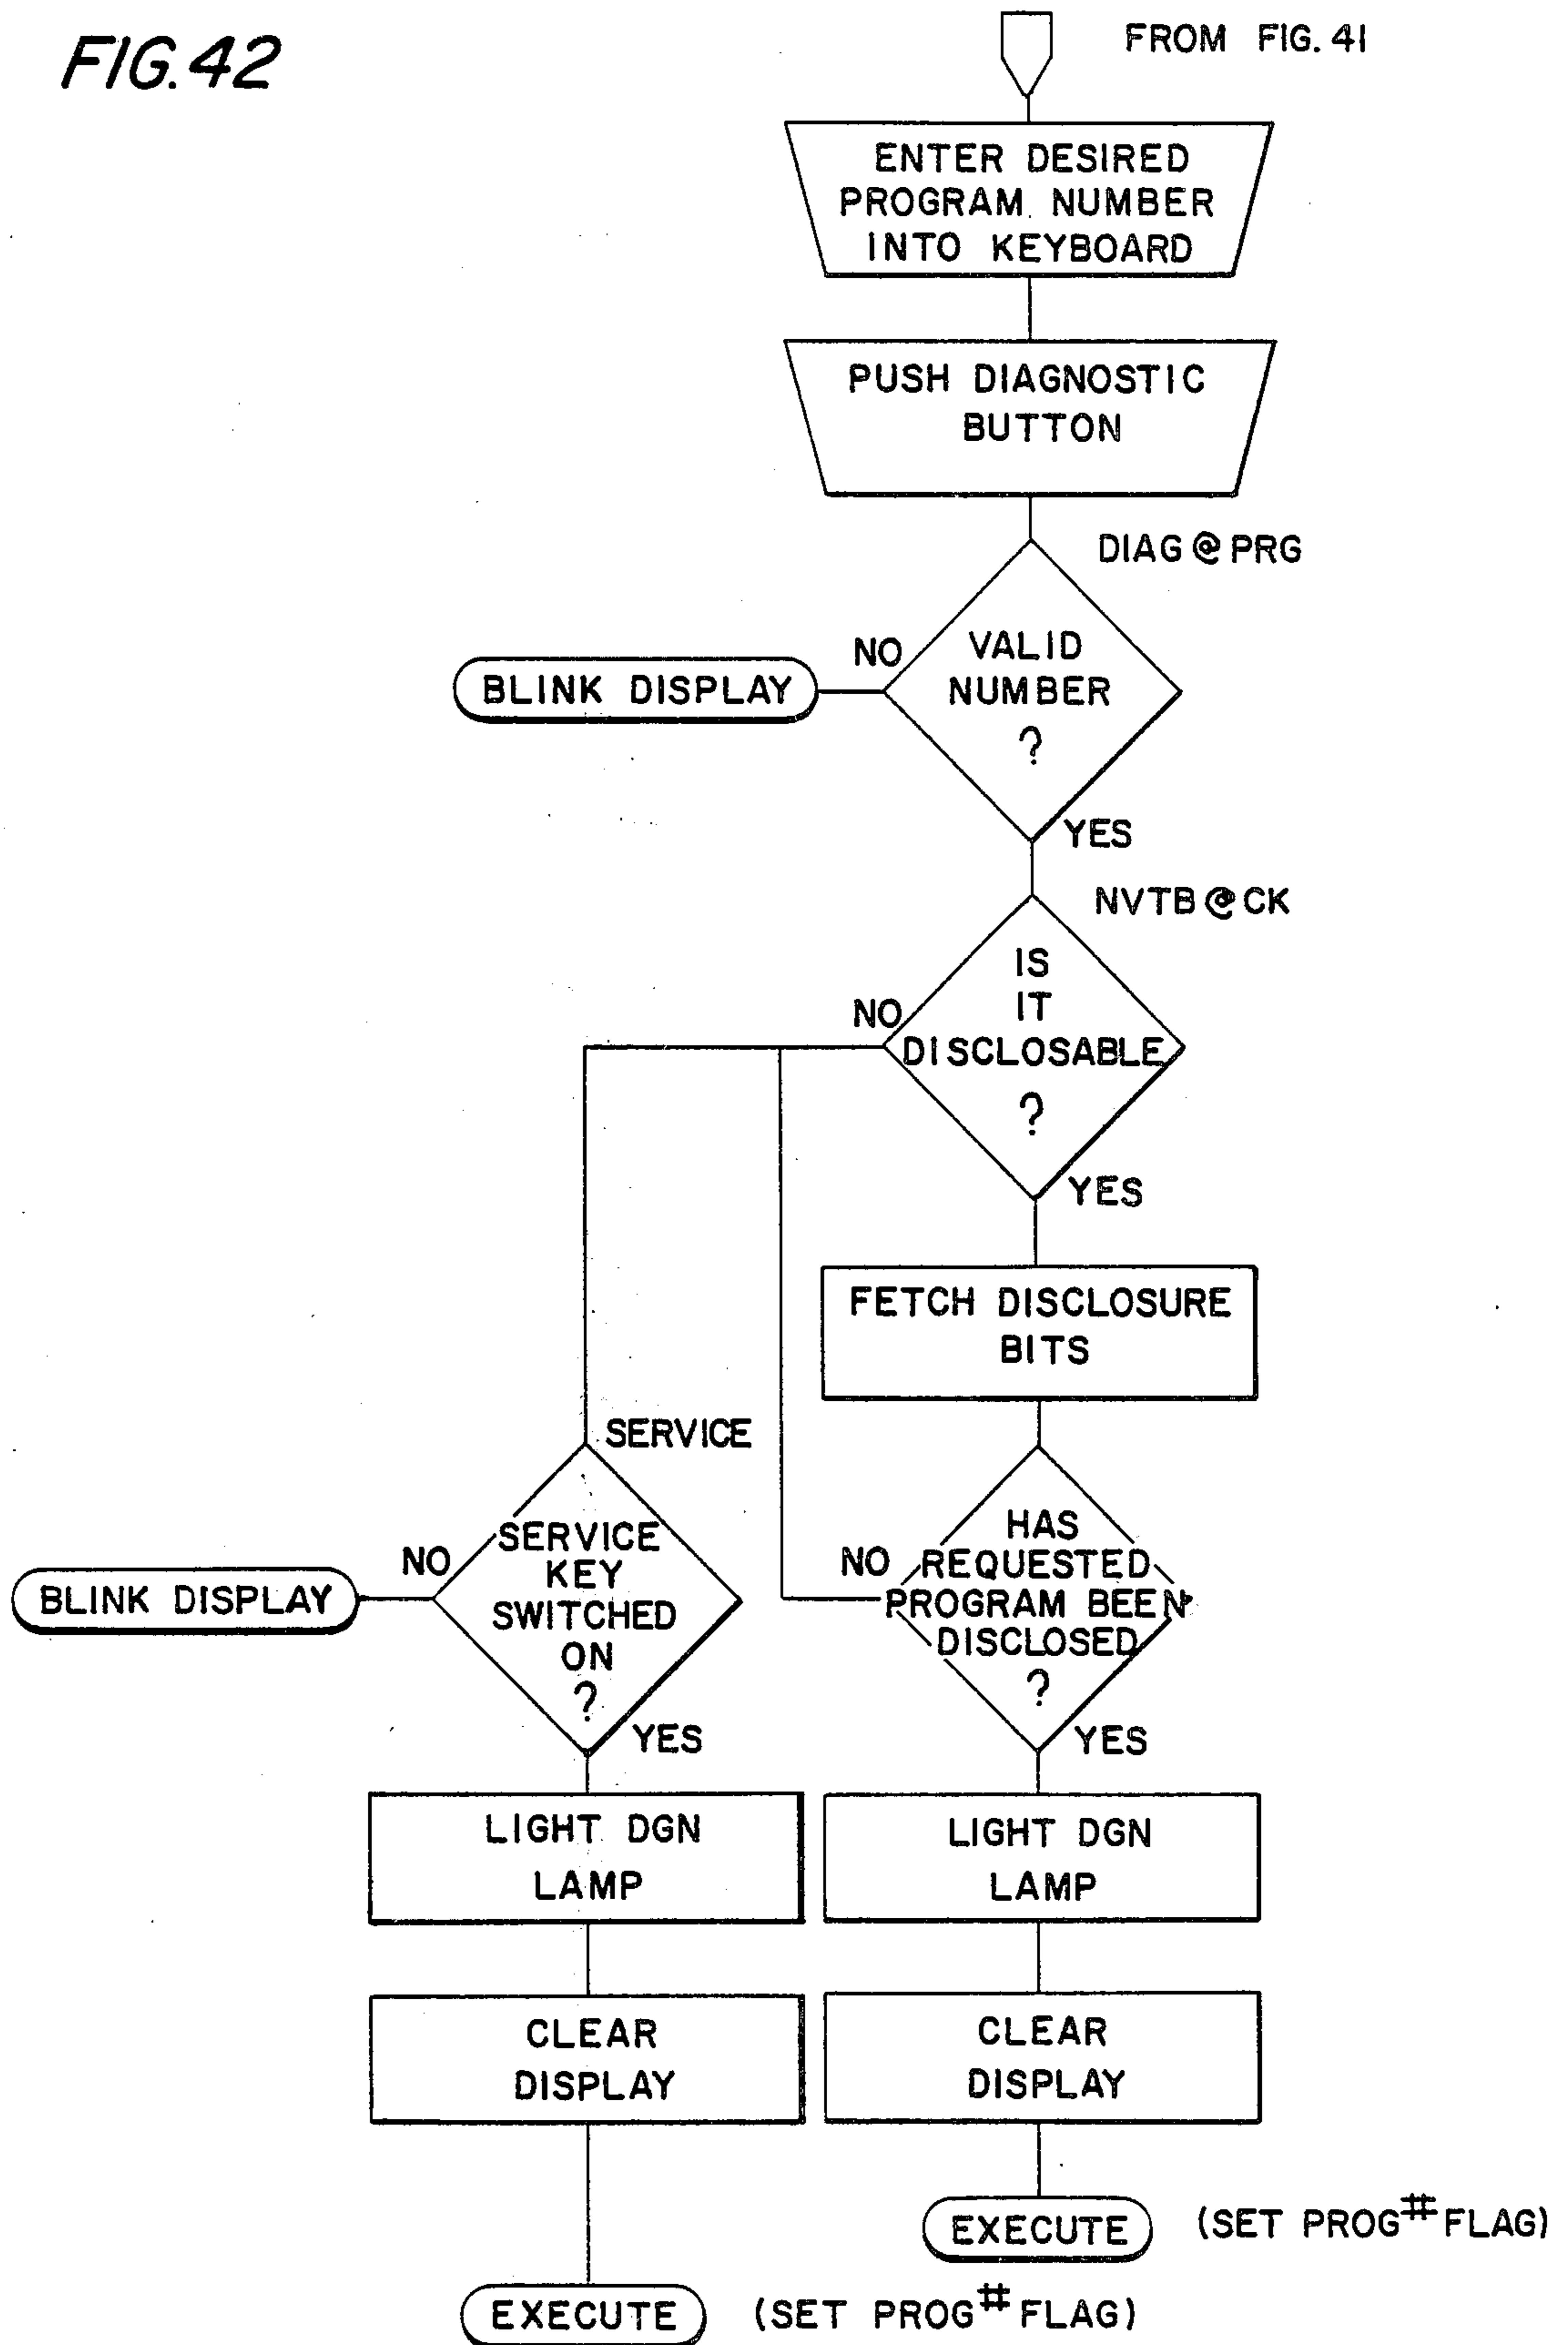 FIG. 42
FROM FIG. 41
ENTER DESIRED
PROGRAM NUMBER
INTO KEYBOARD
PUSH DIAGNOSTIC
BUTTON
DIAG@PRG
NO
VALID
NUMBER
?
BLINK DISPLAY
YES
NVTB@CK
IS
IT
DISCLOSABLE
?
NO
YES
FETCH DISCLOSURE
BITS
SERVICE
SERVICE
KEY
SWITCHED
ON
?
NO
BLINK DISPLAY
YES
HAS
REQUESTED
PROGRAM BEEN
DISCLOSED
?
NO
YES
LIGHT DGN
LAMP
LIGHT DGN
LAMP
CLEAR
DISPLAY
CLEAR
DISPLAY
EXECUTE
(SET PROG# FLAG)
EXECUTE
(SET PROG# FLAG)